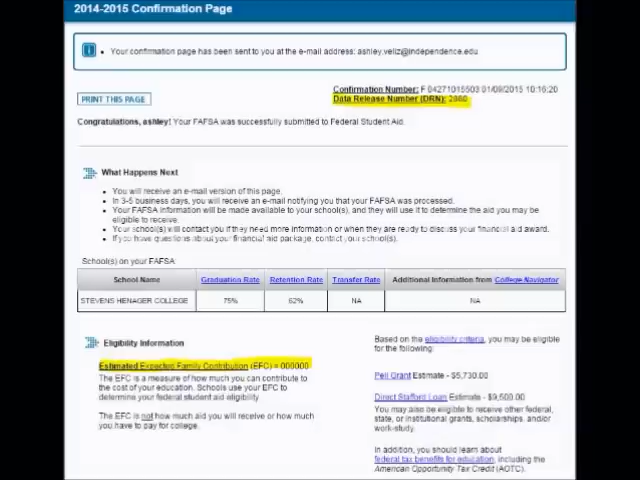 2014-2015 Confirmation Page
Your confirmation page has been sent to you at the e-mail address: ashley.veliz@independence.edu
Confirmation Number: F 04271015503 01/09/2015 10:16:20
PRINT THIS PAGE
Data Release Number (DRN): 2860
Congratulations, ashley! Your FAFSA was successfully submitted to Federal Student Aid.
What Happens Next
You will receive an e-mail version of this page.
In 3-5 business days, you will receive an e-mail notifying you that your FAFSA was processed.
Your FAFSA information will be made available to your school(s), and they will use it to determine the aid you may be
eligible to receive.
Your school(s) will contact you if they need more information or when they are ready to discuss your financial aid award.
If you have questions about your financial aid package, contact your school(s).
School(s) on your FAFSA:
School Name Graduation Rate Retention Rate Transfer Rate Additional Information from College Navigator
STEVENS HENAGER COLLEGE 75% 62% NA NA
Eligibility Information
Estimated Expected Family Contribution (EFC) = 000000
The EFC is a measure of how much you can contribute to
the cost of your education. Schools use your EFC to
determine your federal student aid eligibility
The EFC is not how much aid you will receive or how much
you have to pay for college.
Based on the eligibility criteria, you may be eligible
for the following:
Pell Grant Estimate - $5,730.00
Direct Stafford Loan Estimate - $9,500.00
You may also be eligible to receive other federal,
state, or institutional grants, scholarships, and/or
work-study.
In addition, you should learn about
federal tax benefits for education, including the
American Opportunity Tax Credit (AOTC).